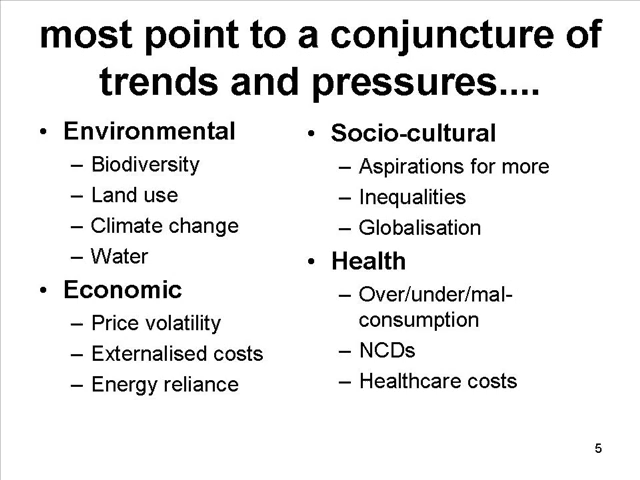 most point to a conjuncture of
trends and pressures....
• Environmental
– Biodiversity
– Land use
– Climate change
– Water
• Economic
– Price volatility
– Externalised costs
– Energy reliance
• Socio-cultural
– Aspirations for more
– Inequalities
– Globalisation
• Health
– Over/under/mal-
consumption
– NCDs
– Healthcare costs
5